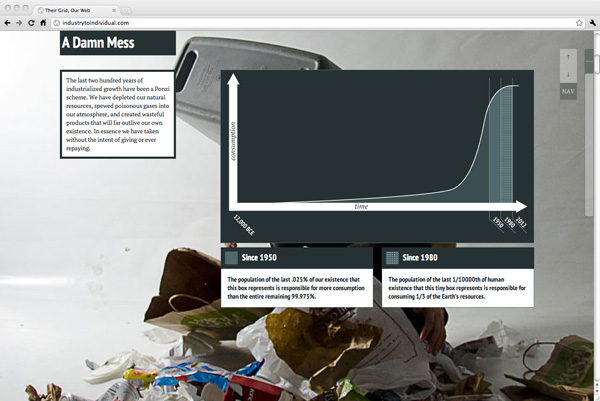 Their Grid, Our Web
industrytoindividual.com
A Damn Mess
The last two hundred years of
industrialized growth have been a Ponzi
scheme. We have depleted our natural
resources, spewed poisonous gases into
our atmosphere, and created wasteful
products that will far outlive our own
existence. In essence we have taken
without the intent of giving or ever
repaying.
NAV
consumption
time
12,000 BCE
1950
1980
2012
Since 1950
The population of the last .025% of our existence that
this box represents is responsible for more consumption
than the entire remaining 99.975%.
Since 1980
The population of the last 1/10000th of human
existence that this tiny box represents is responsible for
consuming 1/3 of the Earth's resources.